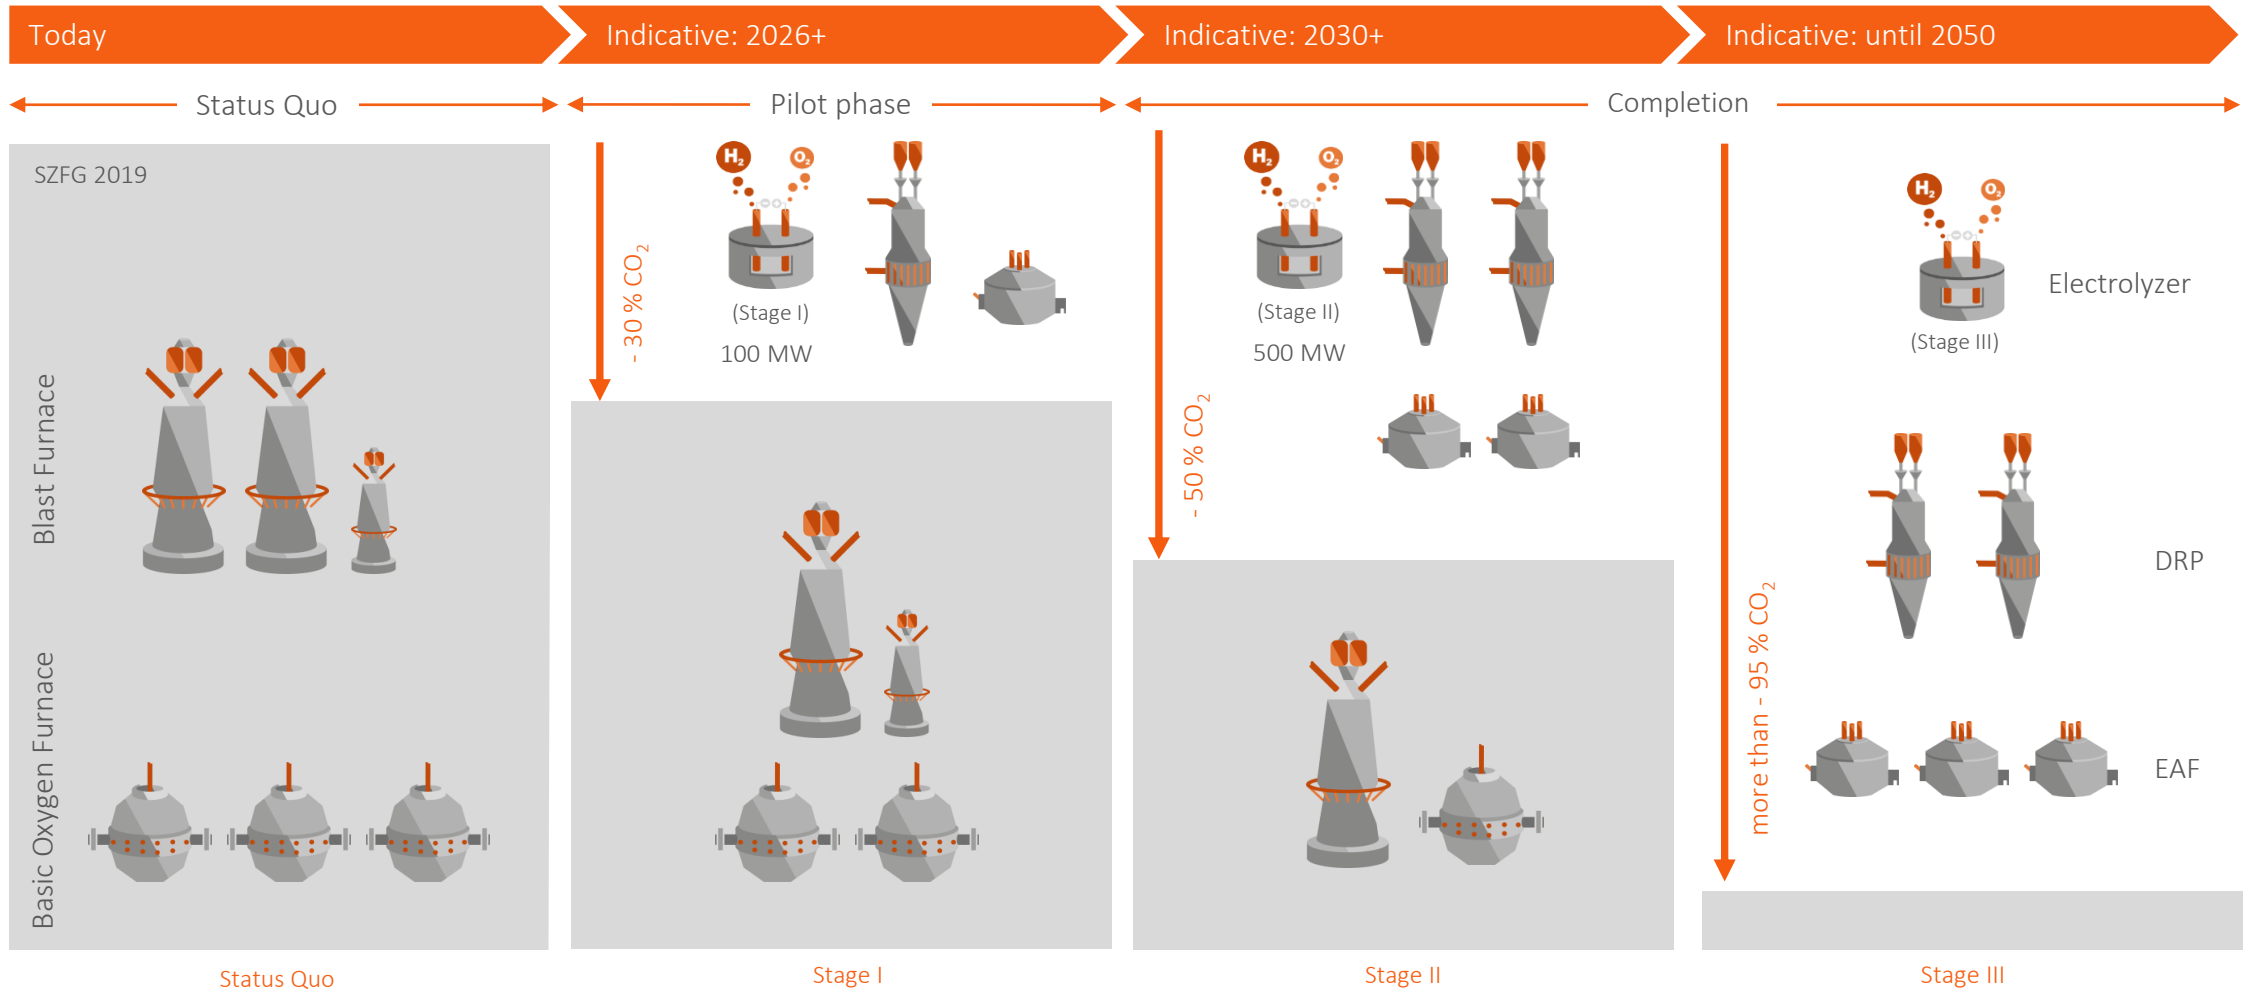 Today
Indicative: 2026+
Indicative: 2030+
Indicative: until 2050
Status Quo
Pilot phase
Completion
SZFG 2019
Blast Furnace
Basic Oxygen Furnace
- 30 % CO₂
H₂
O₂
(Stage I)
100 MW
- 50 % CO₂
H₂
O₂
(Stage II)
500 MW
more than - 95 % CO₂
H₂
O₂
Electrolyzer
(Stage III)
DRP
EAF
Status Quo
Stage I
Stage II
Stage III